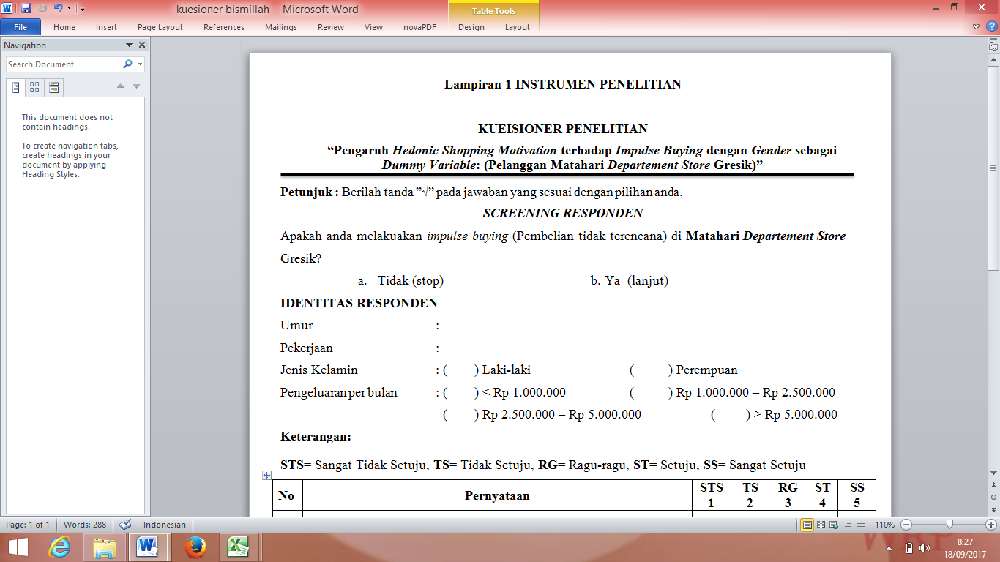 kuesioner bismillah - Microsoft Word
Table Tools
File Home Insert Page Layout References Mailings Review View novaPDF Design Layout
Navigation
Search Document
This document does not
contain headings.
To create navigation tabs,
create headings in your
document by applying
Heading Styles.
Lampiran 1 INSTRUMEN PENELITIAN
KUEISIONER PENELITIAN
“Pengaruh Hedonic Shopping Motivation terhadap Impulse Buying dengan Gender sebagai
Dummy Variable: (Pelanggan Matahari Departement Store Gresik)”
Petunjuk : Berilah tanda ”√” pada jawaban yang sesuai dengan pilihan anda.
SCREENING RESPONDEN
Apakah anda melakuakan impulse buying (Pembelian tidak terencana) di Matahari Departement Store
Gresik?
a. Tidak (stop) b. Ya (lanjut)
IDENTITAS RESPONDEN
Umur :
Pekerjaan :
Jenis Kelamin : ( ) Laki-laki ( ) Perempuan
Pengeluaran per bulan : ( ) < Rp 1.000.000 ( ) Rp 1.000.000 – Rp 2.500.000
( ) Rp 2.500.000 – Rp 5.000.000 ( ) > Rp 5.000.000
Keterangan:
STS= Sangat Tidak Setuju, TS= Tidak Setuju, RG= Ragu-ragu, ST= Setuju, SS= Sangat Setuju
No Pernyataan STS TS RG ST SS
1 2 3 4 5
Page: 1 of 1 Words: 288 Indonesian 110%
WRP
8:27
18/09/2017